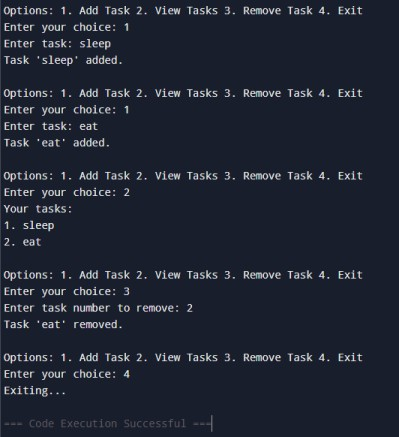 Options: 1. Add Task 2. View Tasks 3. Remove Task 4. Exit
Enter your choice: 1
Enter task: sleep
Task 'sleep' added.
Options: 1. Add Task 2. View Tasks 3. Remove Task 4. Exit
Enter your choice: 1
Enter task: eat
Task 'eat' added.
Options: 1. Add Task 2. View Tasks 3. Remove Task 4. Exit
Enter your choice: 2
Your tasks:
1. sleep
2. eat
Options: 1. Add Task 2. View Tasks 3. Remove Task 4. Exit
Enter your choice: 3
Enter task number to remove: 2
Task 'eat' removed.
Options: 1. Add Task 2. View Tasks 3. Remove Task 4. Exit
Enter your choice: 4
Exiting...
=== Code Execution Successful ===